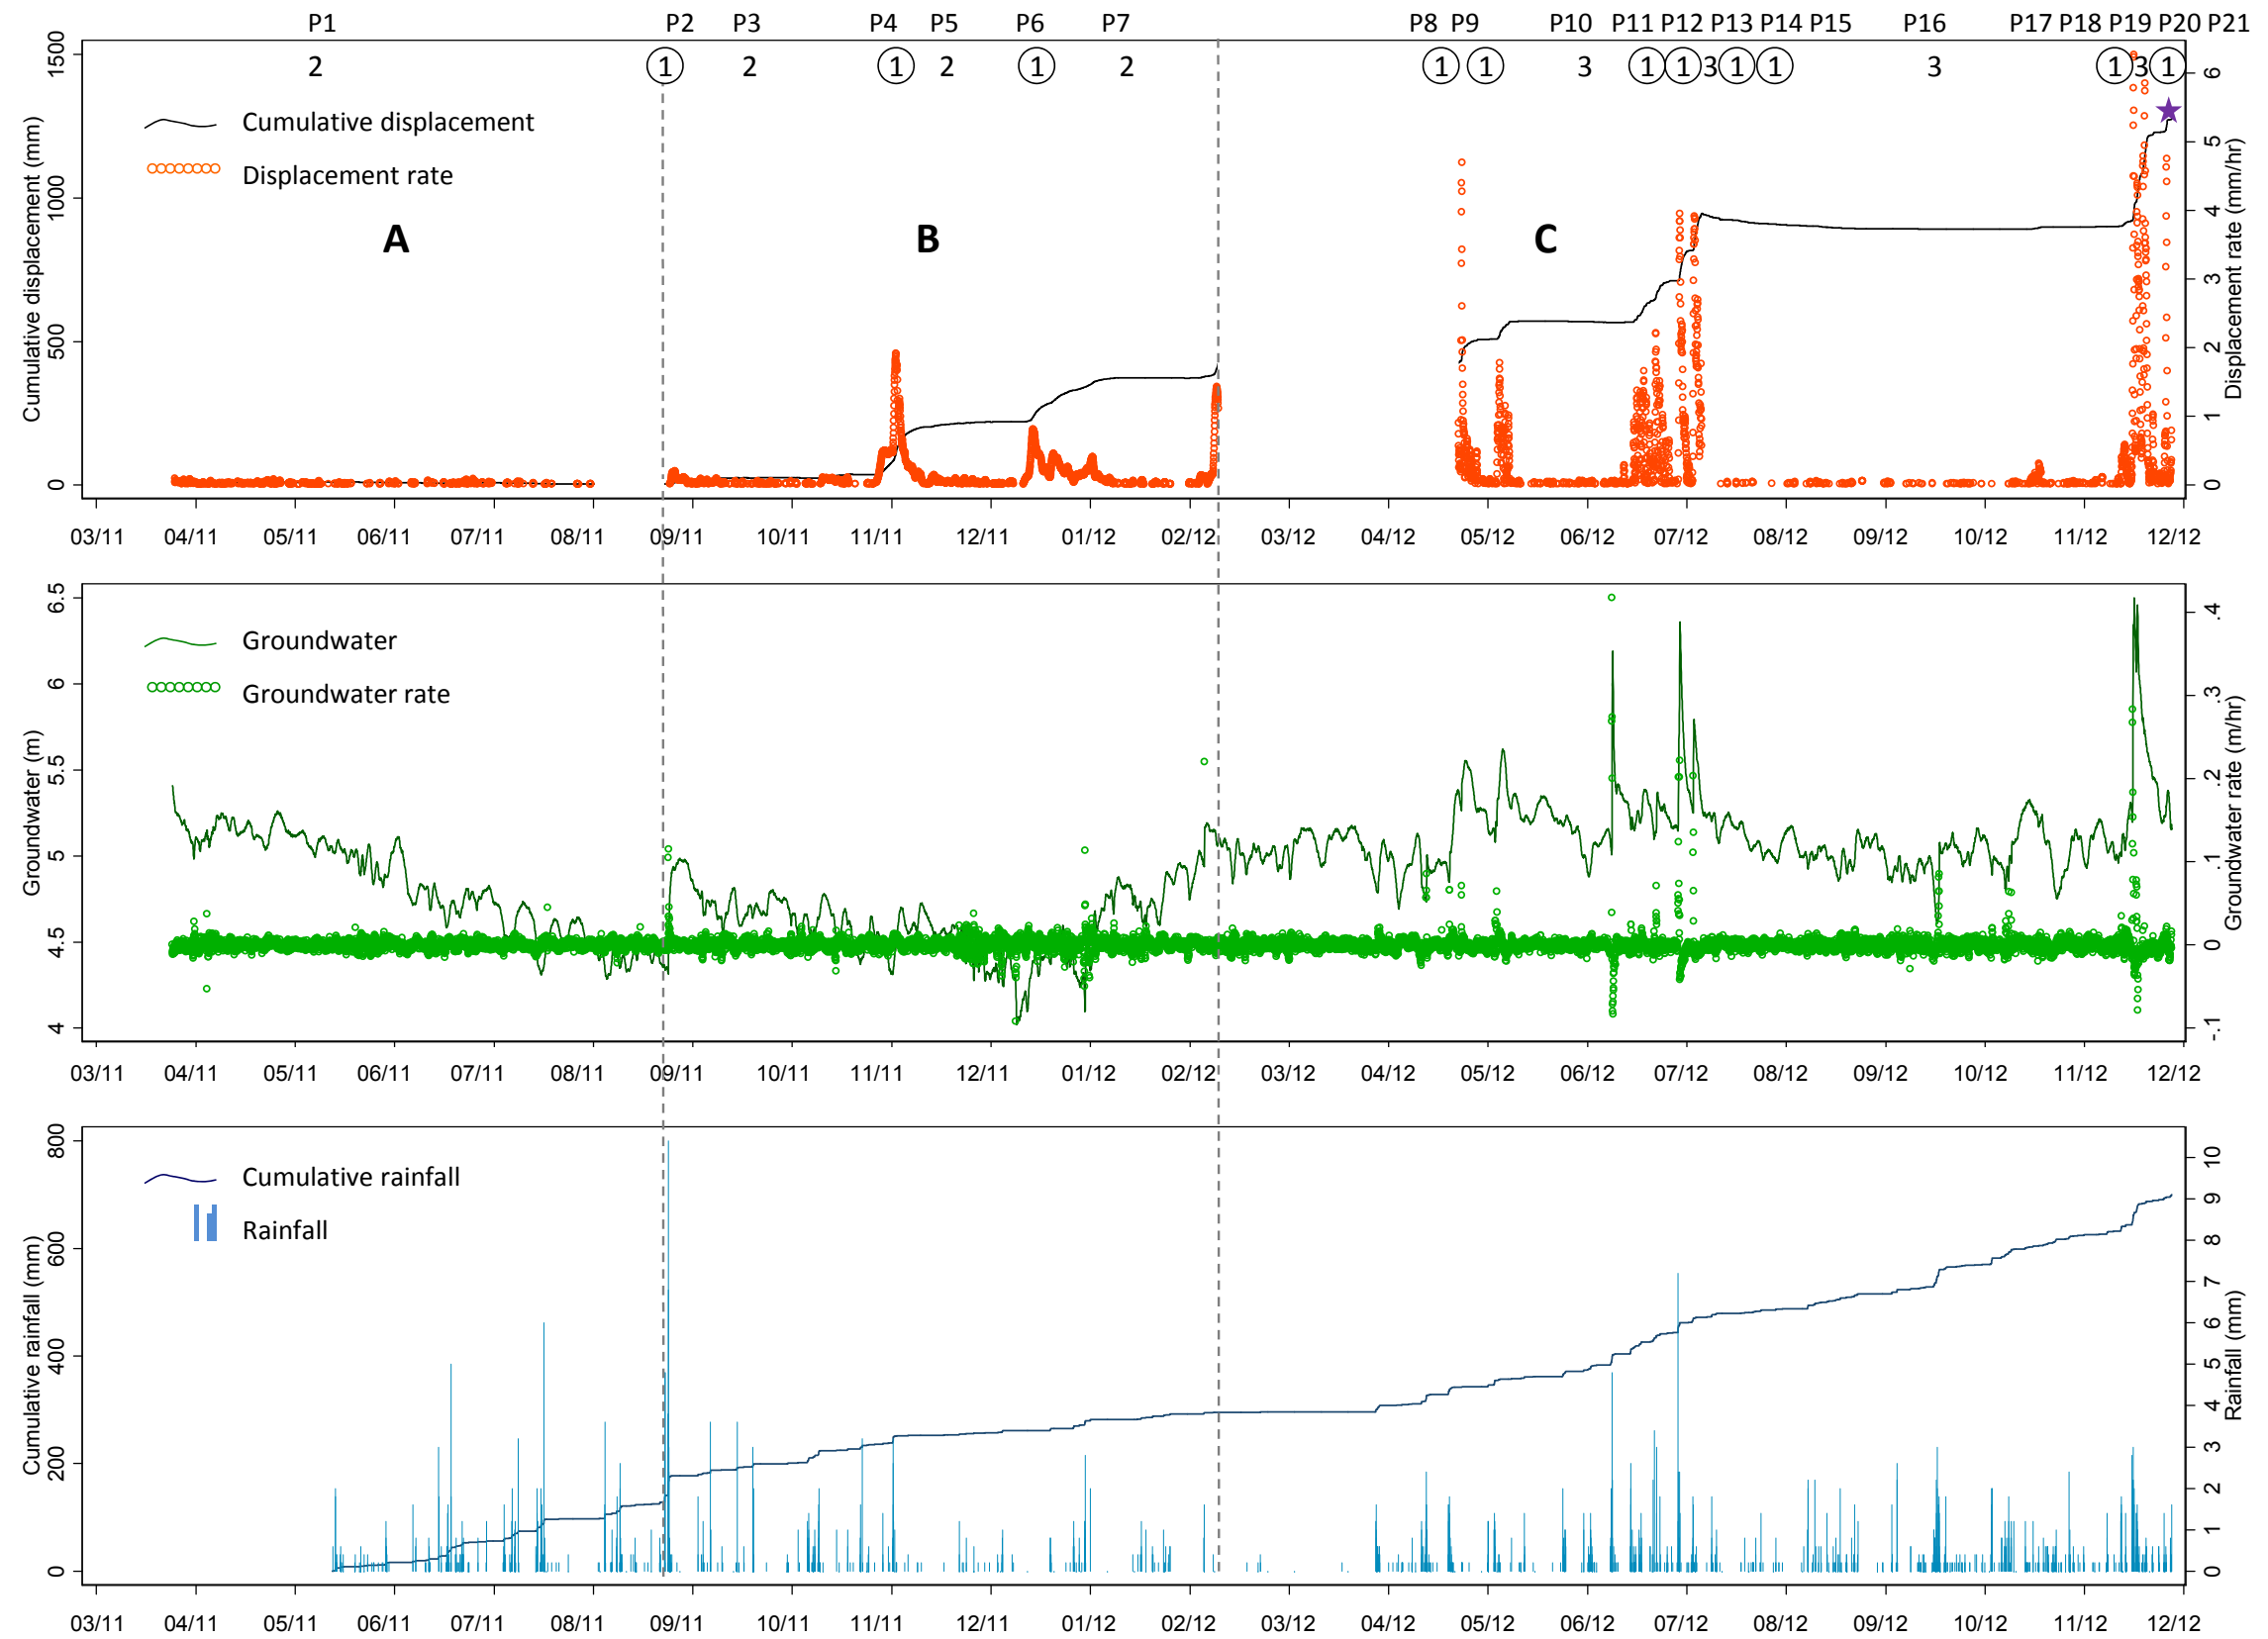 P1 P2 P3 P4 P5 P6 P7 P8 P9 P10 P11 P12 P13 P14 P15 P16 P17 P18 P19 P20 P21
2 1 2 1 2 1 2 1 1 3 1 1 3 1 1 3 1 3 1
Cumulative displacement
Displacement rate
A B C
Cumulative displacement (mm)
0 500 1000 1500
Displacement rate (mm/hr)
0 1 2 3 4 5 6
03/11 04/11 05/11 06/11 07/11 08/11 09/11 10/11 11/11 12/11 01/12 02/12 03/12 04/12 05/12 06/12 07/12 08/12 09/12 10/12 11/12 12/12
Groundwater
Groundwater rate
Groundwater (m)
4 4.5 5 5.5 6 6.5
Groundwater rate (m/hr)
-.1 0 .1 .2 .3 .4
03/11 04/11 05/11 06/11 07/11 08/11 09/11 10/11 11/11 12/11 01/12 02/12 03/12 04/12 05/12 06/12 07/12 08/12 09/12 10/12 11/12 12/12
Cumulative rainfall
Rainfall
Cumulative rainfall (mm)
0 200 400 600 800
Rainfall (mm)
0 1 2 3 4 5 6 7 8 9 10
03/11 04/11 05/11 06/11 07/11 08/11 09/11 10/11 11/11 12/11 01/12 02/12 03/12 04/12 05/12 06/12 07/12 08/12 09/12 10/12 11/12 12/12